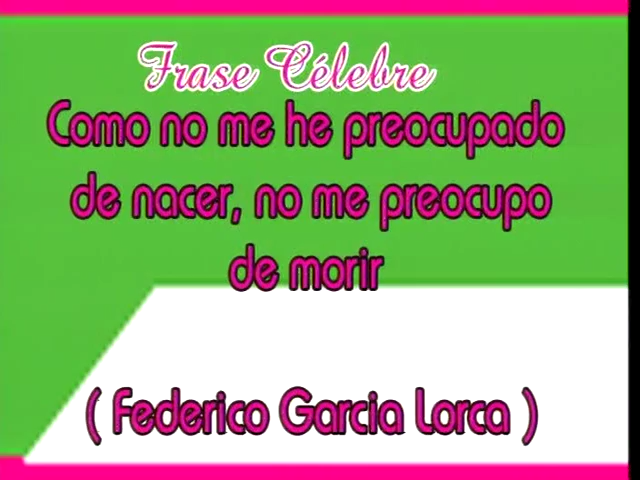 Frase Célebre
Como no me he preocupado
de nacer, no me preocupo
de morir
( Federico Garcia Lorca )